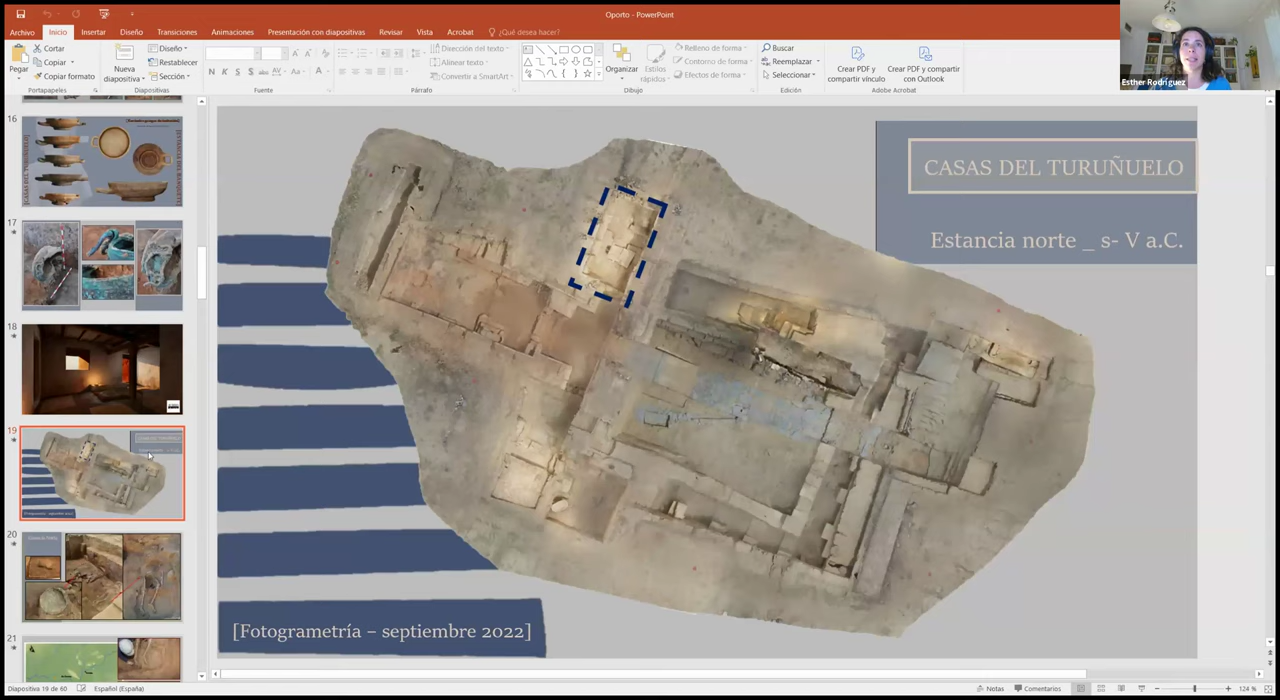 Oporto - PowerPoint
Archivo Inicio Insertar Diseño Transiciones Animaciones Presentación con diapositivas Revisar Vista Acrobat ¿Qué desea hacer?
Pegar
Cortar
Copiar
Copiar formato
Portapapeles
Nueva diapositiva
Diseño
Restablecer
Sección
Diapositivas
N K S S abc AV Aa A
Fuente
Dirección del texto
Alinear texto
Convertir a SmartArt
Párrafo
Organizar
Estilos rápidos
Relleno de forma
Contorno de forma
Efectos de forma
Dibujo
Buscar
Reemplazar
Seleccionar
Edición
Crear PDF y compartir vínculo
Crear PDF y compartir con Outlook
Adobe Acrobat
Esther Rodríguez
16
17
18
19
20
21
CASAS DEL TURUÑUELO
Estancia norte _ s- V a.C.
[Fotogrametría – septiembre 2022]
Diapositiva 19 de 60 Español (España) Notas Comentarios 124 %